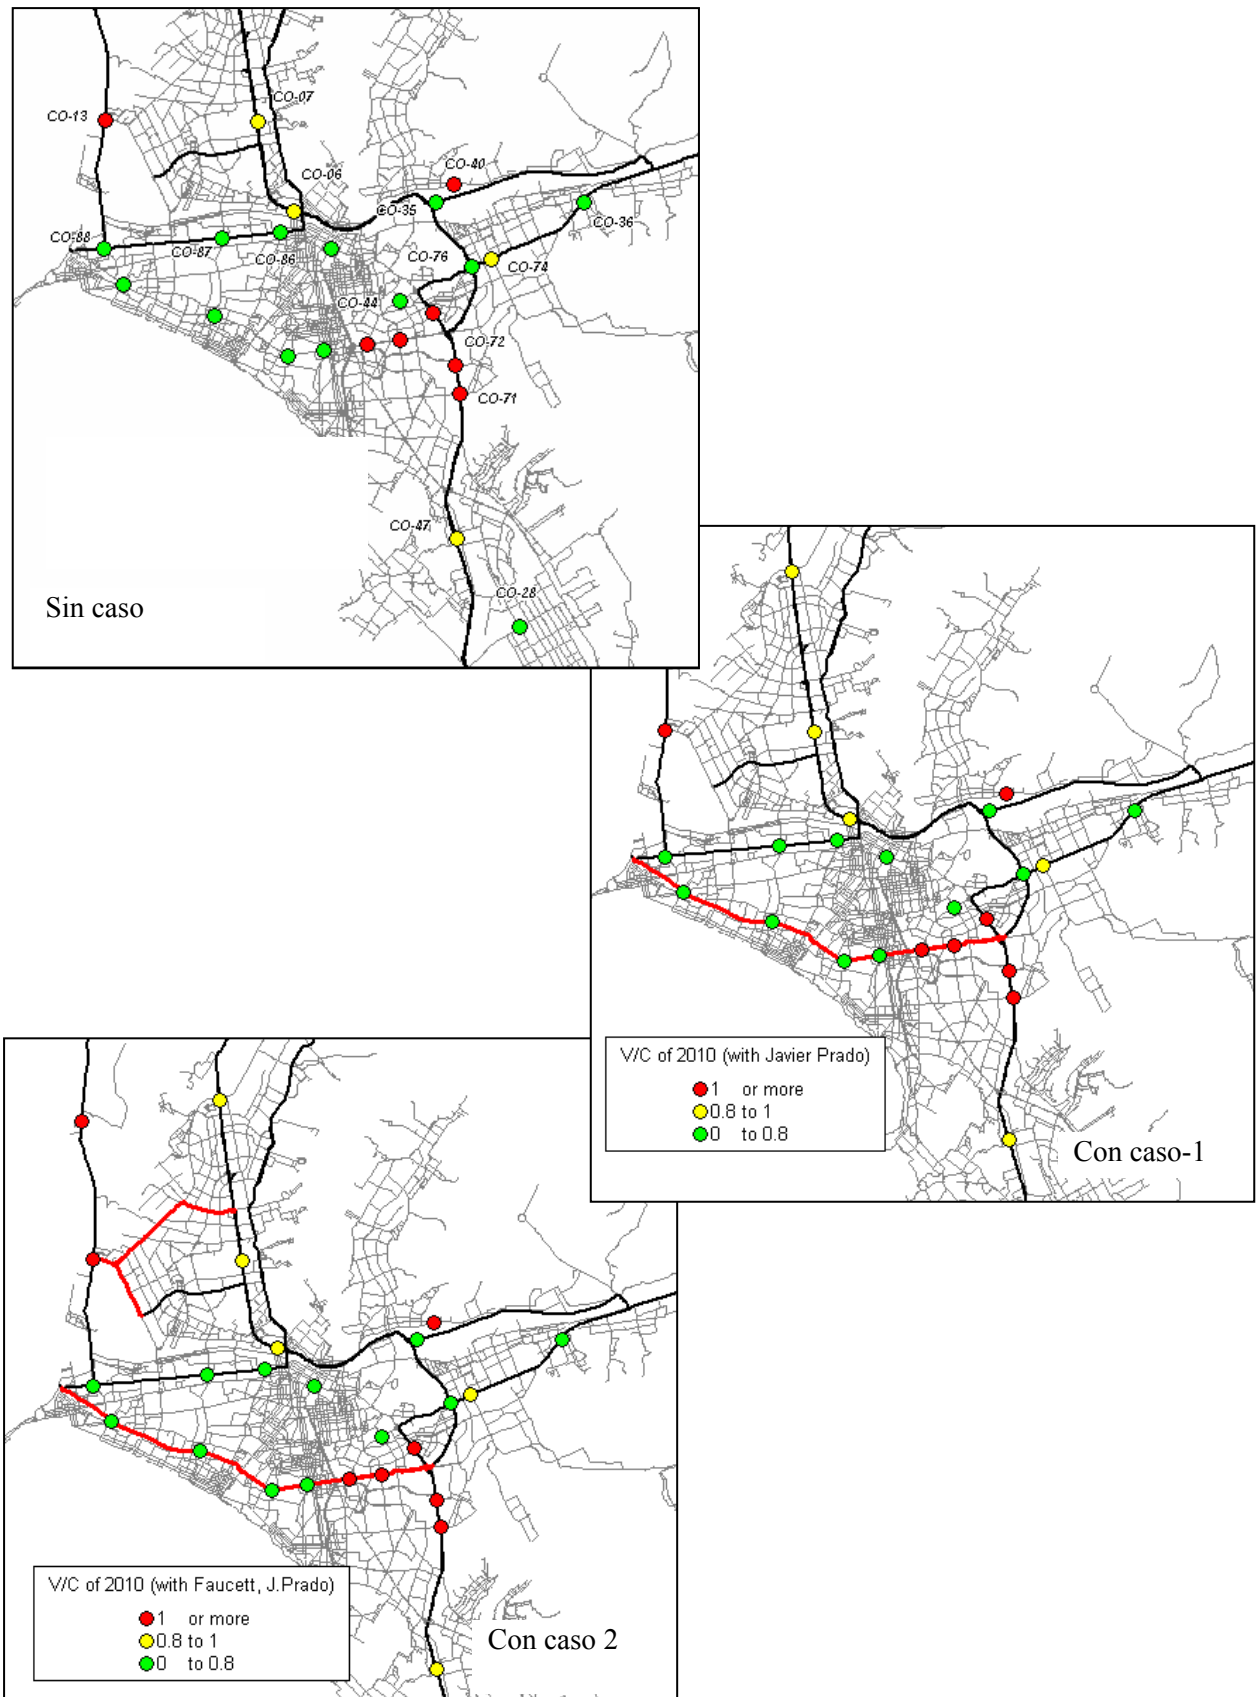 CO-07
CO-13
CO-40
CO-06
CO-35
CO-36
CO-88
CO-87
CO-86
CO-76
CO-74
CO-44
CO-72
CO-71
CO-47
CO-28
Sin caso
V/C of 2010 (with Javier Prado)
1 or more
0.8 to 1
0 to 0.8
Con caso-1
V/C of 2010 (with Faucett, J.Prado)
1 or more
0.8 to 1
0 to 0.8
Con caso 2